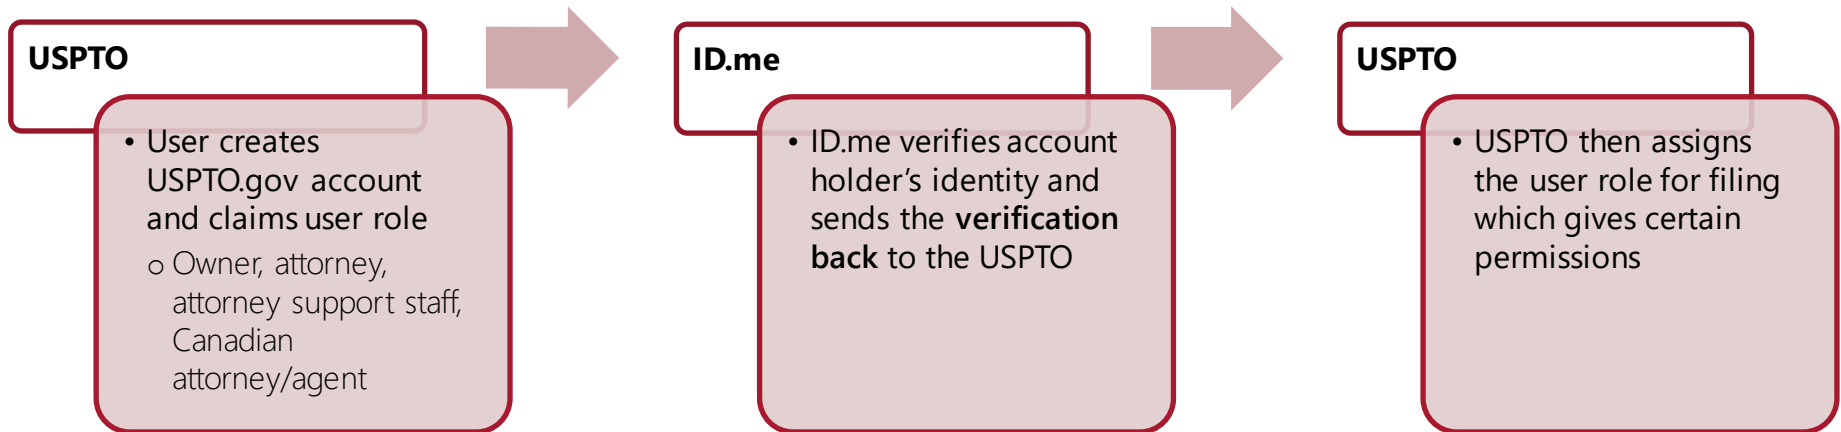 USPTO
• User creates
USPTO.gov account
and claims user role
o Owner, attorney,
attorney support staff,
Canadian
attorney/agent
ID.me
• ID.me verifies account
holder’s identity and
sends the verification
back to the USPTO
USPTO
• USPTO then assigns
the user role for filing
which gives certain
permissions